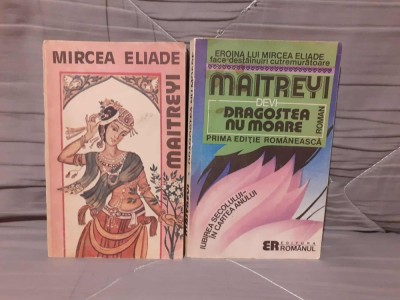 MIRCEA ELIADE
MAITREYI
EROINA LUI MIRCEA ELIADE
face destăinuiri cutremurătoare
MAITREYI
DEVI
DRAGOSTEA
NU MOARE
ROMAN
PRIMA EDIȚIE ROMÂNEASCĂ
IUBIREA SECOLULUI-
ÎN CARTEA ANULUI
ER EDITURA
ROMÂNUL